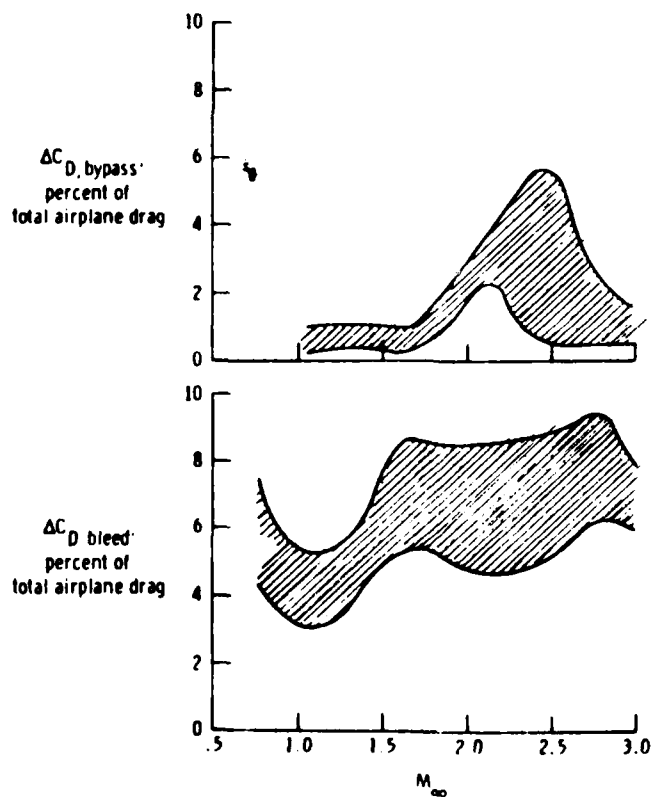 10
8
6
4
2
0
ΔC D, bypass'
percent of
total airplane drag
10
8
6
4
2
0
ΔC D bleed'
percent of
total airplane drag
.5
1.0
1.5
2.0
2.5
3.0
M∞